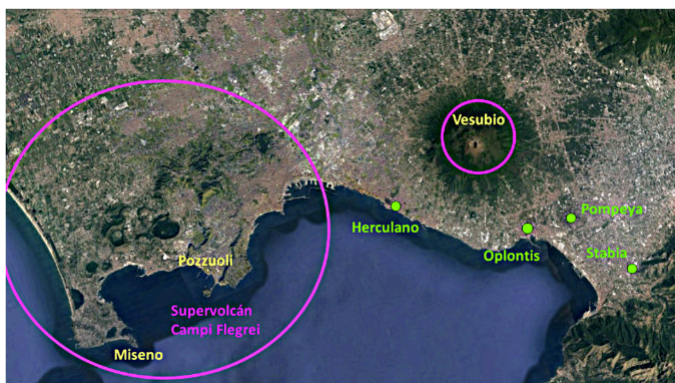 Vesubio
Herculano
Pompeya
Oplontis
Stabia
Pozzuoli
Supervolcán
Campi Flegrei
Miseno